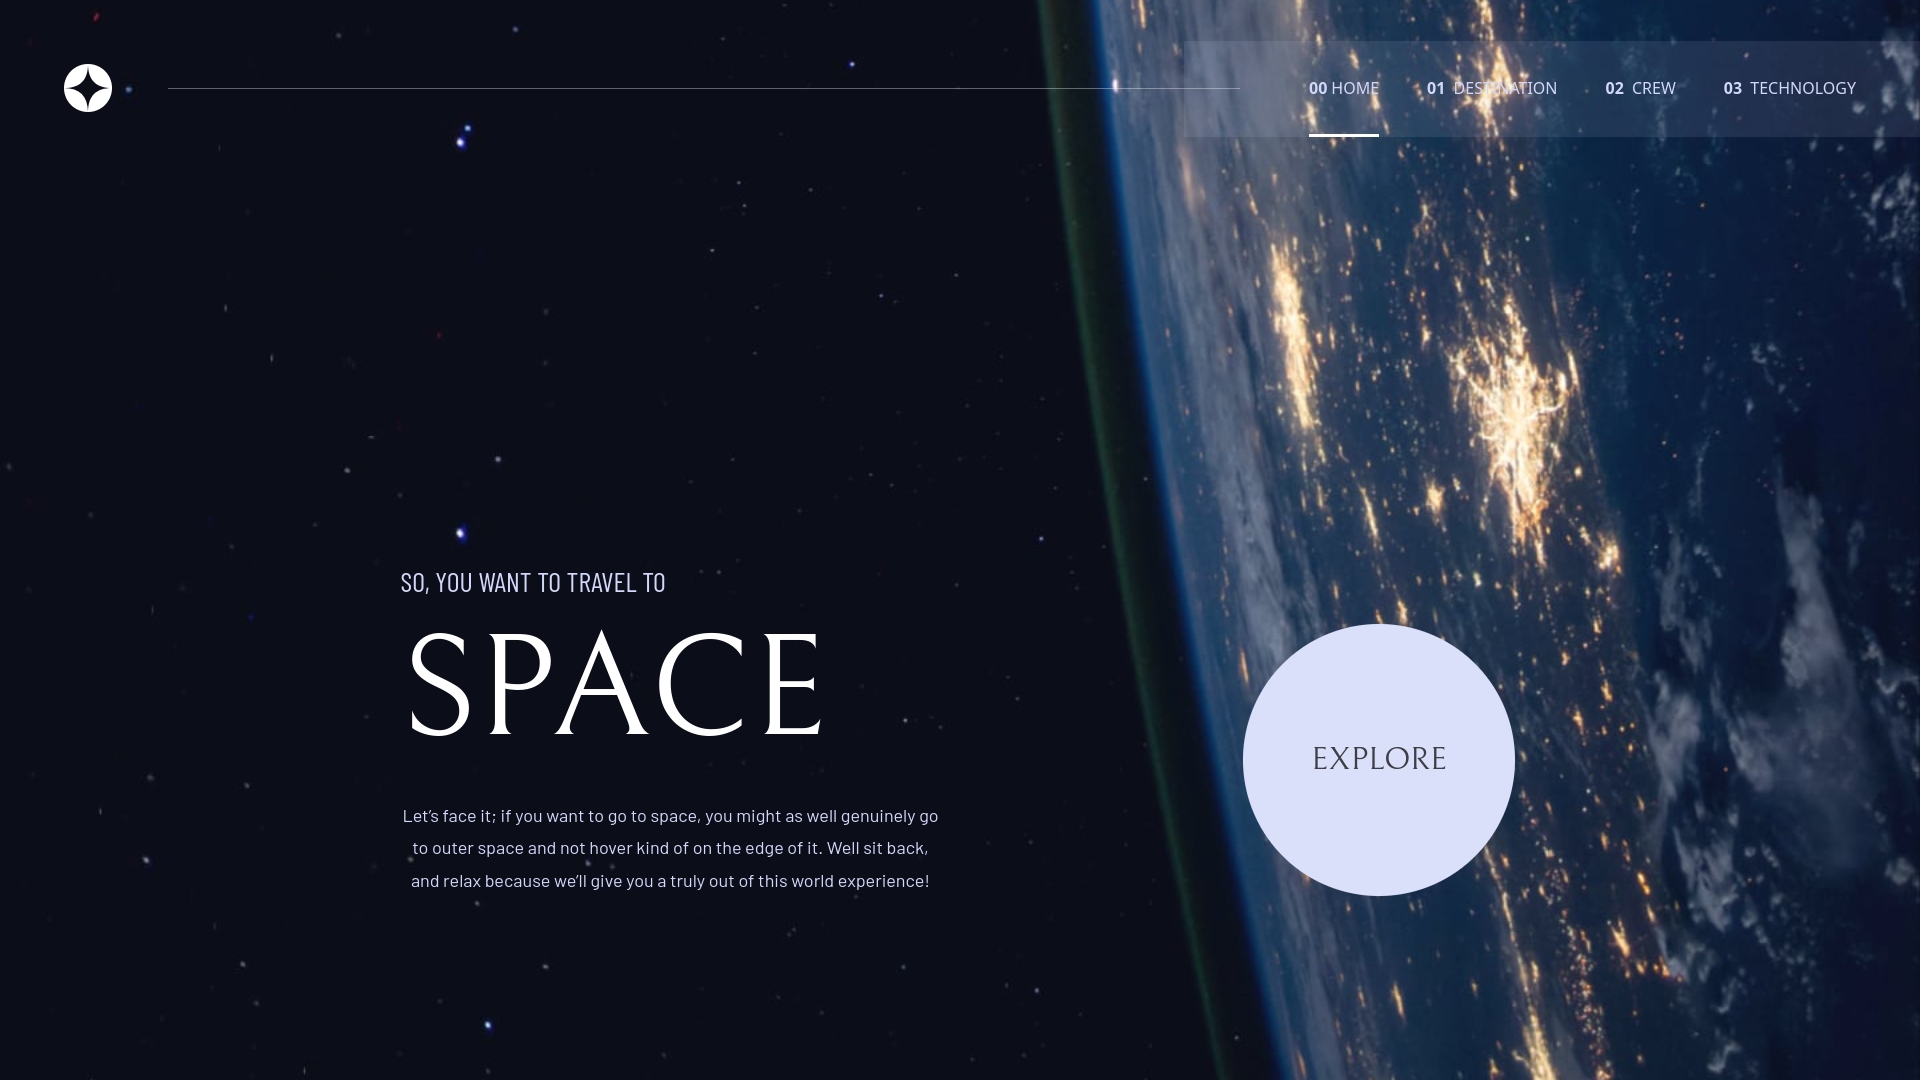 00 HOME 01 DESTINATION 02 CREW 03 TECHNOLOGY
SO, YOU WANT TO TRAVEL TO
SPACE
Let’s face it; if you want to go to space, you might as well genuinely go
to outer space and not hover kind of on the edge of it. Well sit back,
and relax because we’ll give you a truly out of this world experience!
EXPLORE